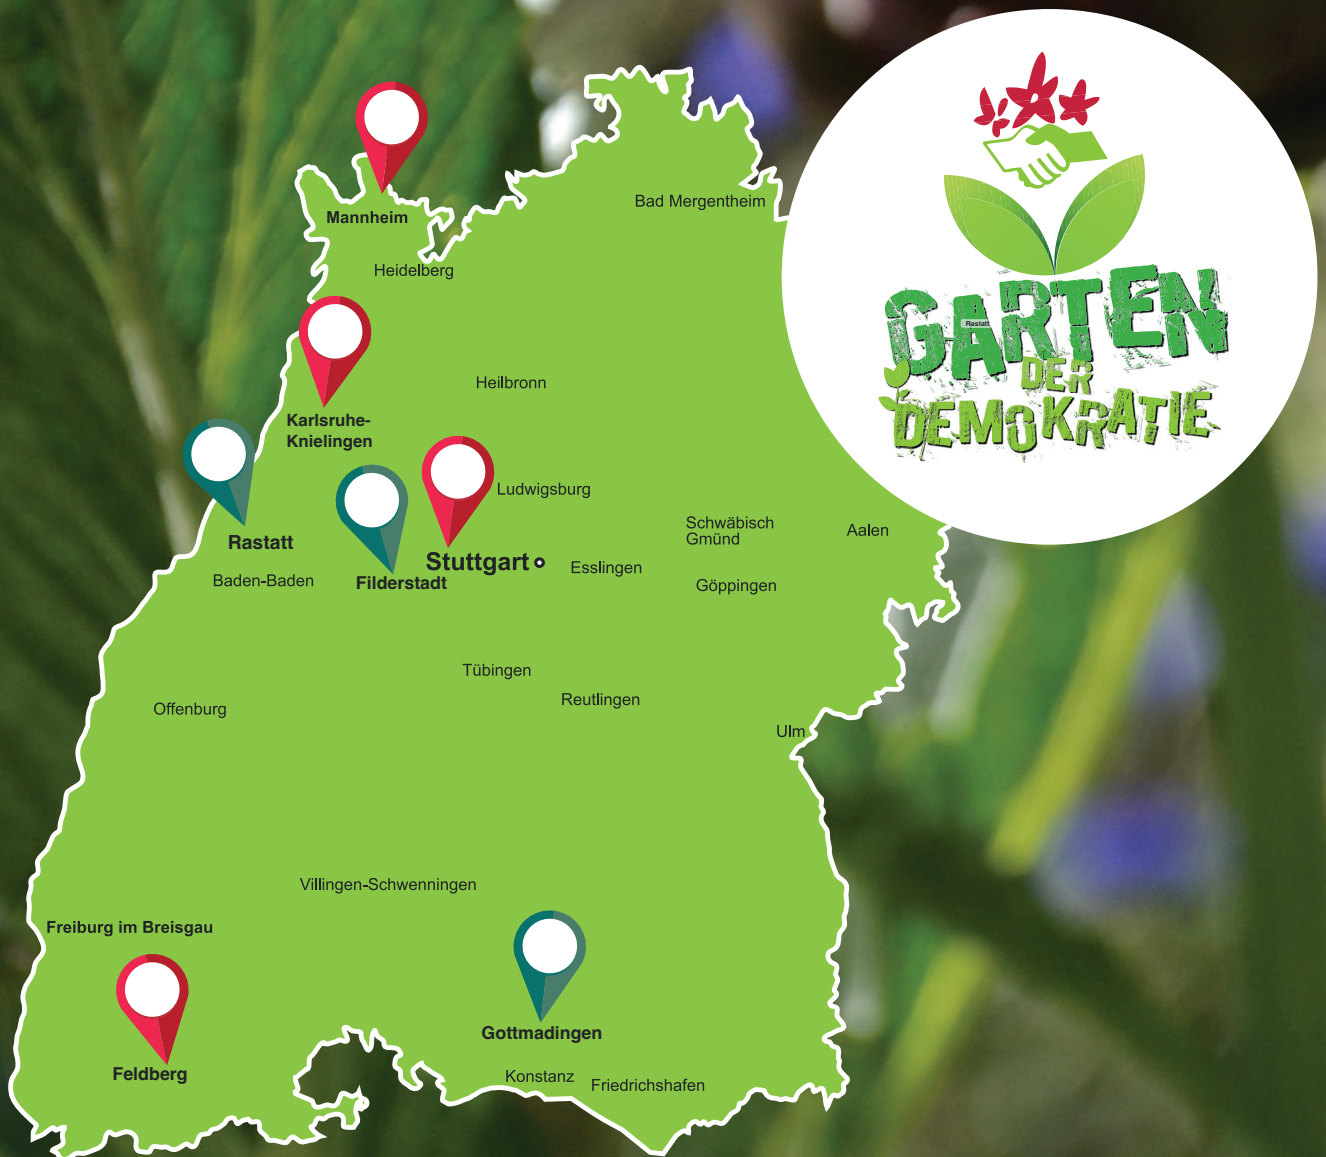 Mannheim
Bad Mergentheim
Heidelberg
GARTEN
Rastatt
DER
DEMOKRATIE
Heilbronn
Karlsruhe-
Knielingen
Ludwigsburg
Schwäbisch
Gmünd
Aalen
Rastatt
Stuttgart
Esslingen
Baden-Baden
Filderstadt
Göppingen
Tübingen
Reutlingen
Offenburg
Ulm
Villingen-Schwenningen
Freiburg im Breisgau
Gottmadingen
Feldberg
Konstanz
Friedrichshafen